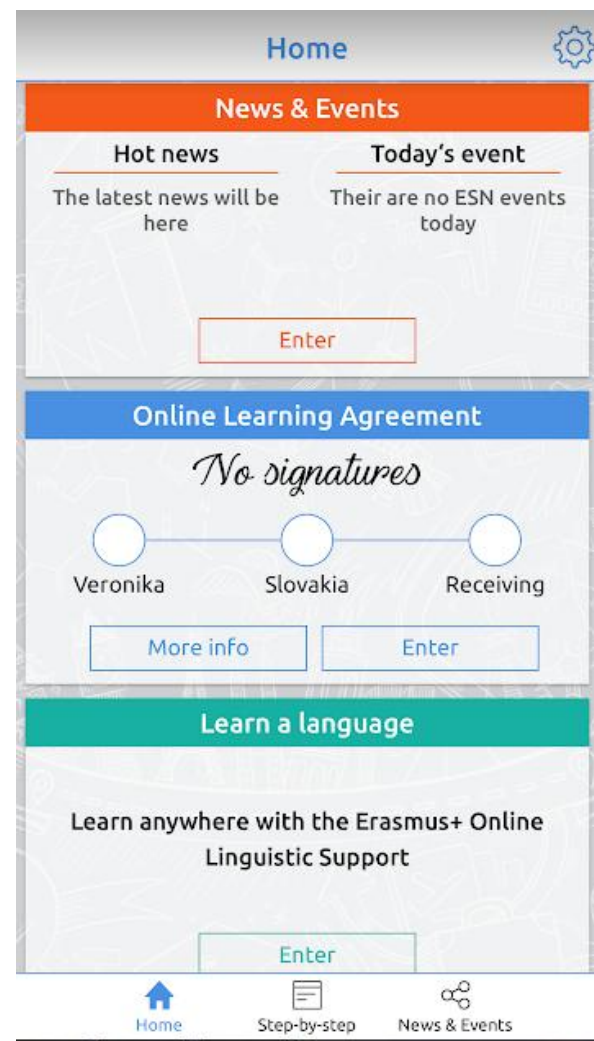 Home
News & Events
Hot news
The latest news will be
here
Today's event
Their are no ESN events
today
Enter
Online Learning Agreement
No signatures
Veronika
Slovakia
Receiving
More info
Enter
Learn a language
Learn anywhere with the Erasmus+ Online
Linguistic Support
Enter
Home
Step-by-step
News & Events